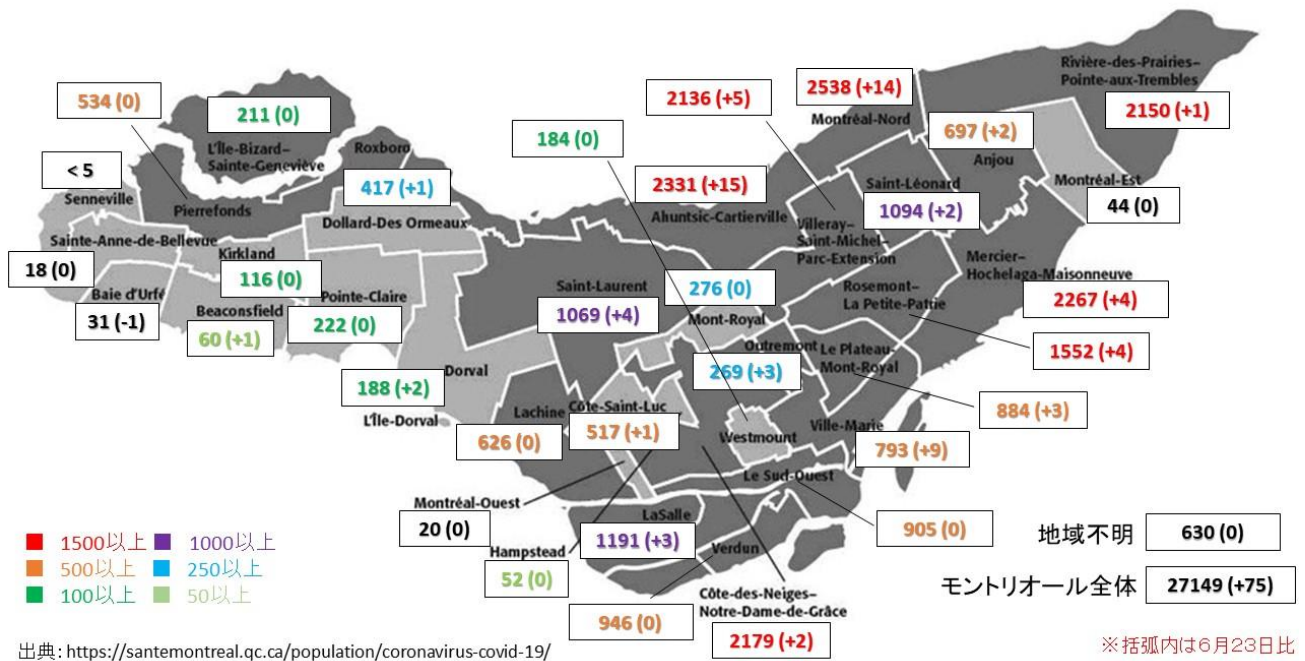 Rivière-des-Prairies–
Pointe-aux-Trembles
2150 (+1)
2538 (+14)
Montréal-Nord
2136 (+5)
534 (0)
211 (0)
L'Île-Bizard–
Sainte-Geneviève
Roxboro
184 (0)
697 (+2)
Anjou
< 5
Senneville
Pierrefonds
417 (+1)
Dollard-Des Ormeaux
2331 (+15)
Ahuntsic-Cartierville
Saint-Léonard
1094 (+2)
Montréal-Est
44 (0)
Villeray–
Saint-Michel–
Parc-Extension
Sainte-Anne-de-Bellevue
18 (0)
Kirkland
116 (0)
Baie d'Urfé
31 (-1)
Beaconsfield
60 (+1)
Pointe-Claire
222 (0)
Saint-Laurent
1069 (+4)
276 (0)
Mont-Royal
Mercier–
Hochelaga-Maisonneuve
2267 (+4)
Rosemont–
La Petite-Patrie
1552 (+4)
Outremont
269 (+3)
Le Plateau-
Mont-Royal
884 (+3)
Dorval
188 (+2)
L'Île-Dorval
Lachine
626 (0)
Côte-Saint-Luc
517 (+1)
Westmount
Ville-Marie
793 (+9)
Le Sud-Ouest
905 (0)
Montréal-Ouest
20 (0)
Hampstead
52 (0)
LaSalle
1191 (+3)
Verdun
946 (0)
Côte-des-Neiges–
Notre-Dame-de-Grâce
2179 (+2)
1500以上 1000以上
500以上 250以上
100以上 50以上
地域不明 630 (0)
モントリオール全体 27149 (+75)
出典: https://santemontreal.qc.ca/population/coronavirus-covid-19/
※括弧内は6月23日比